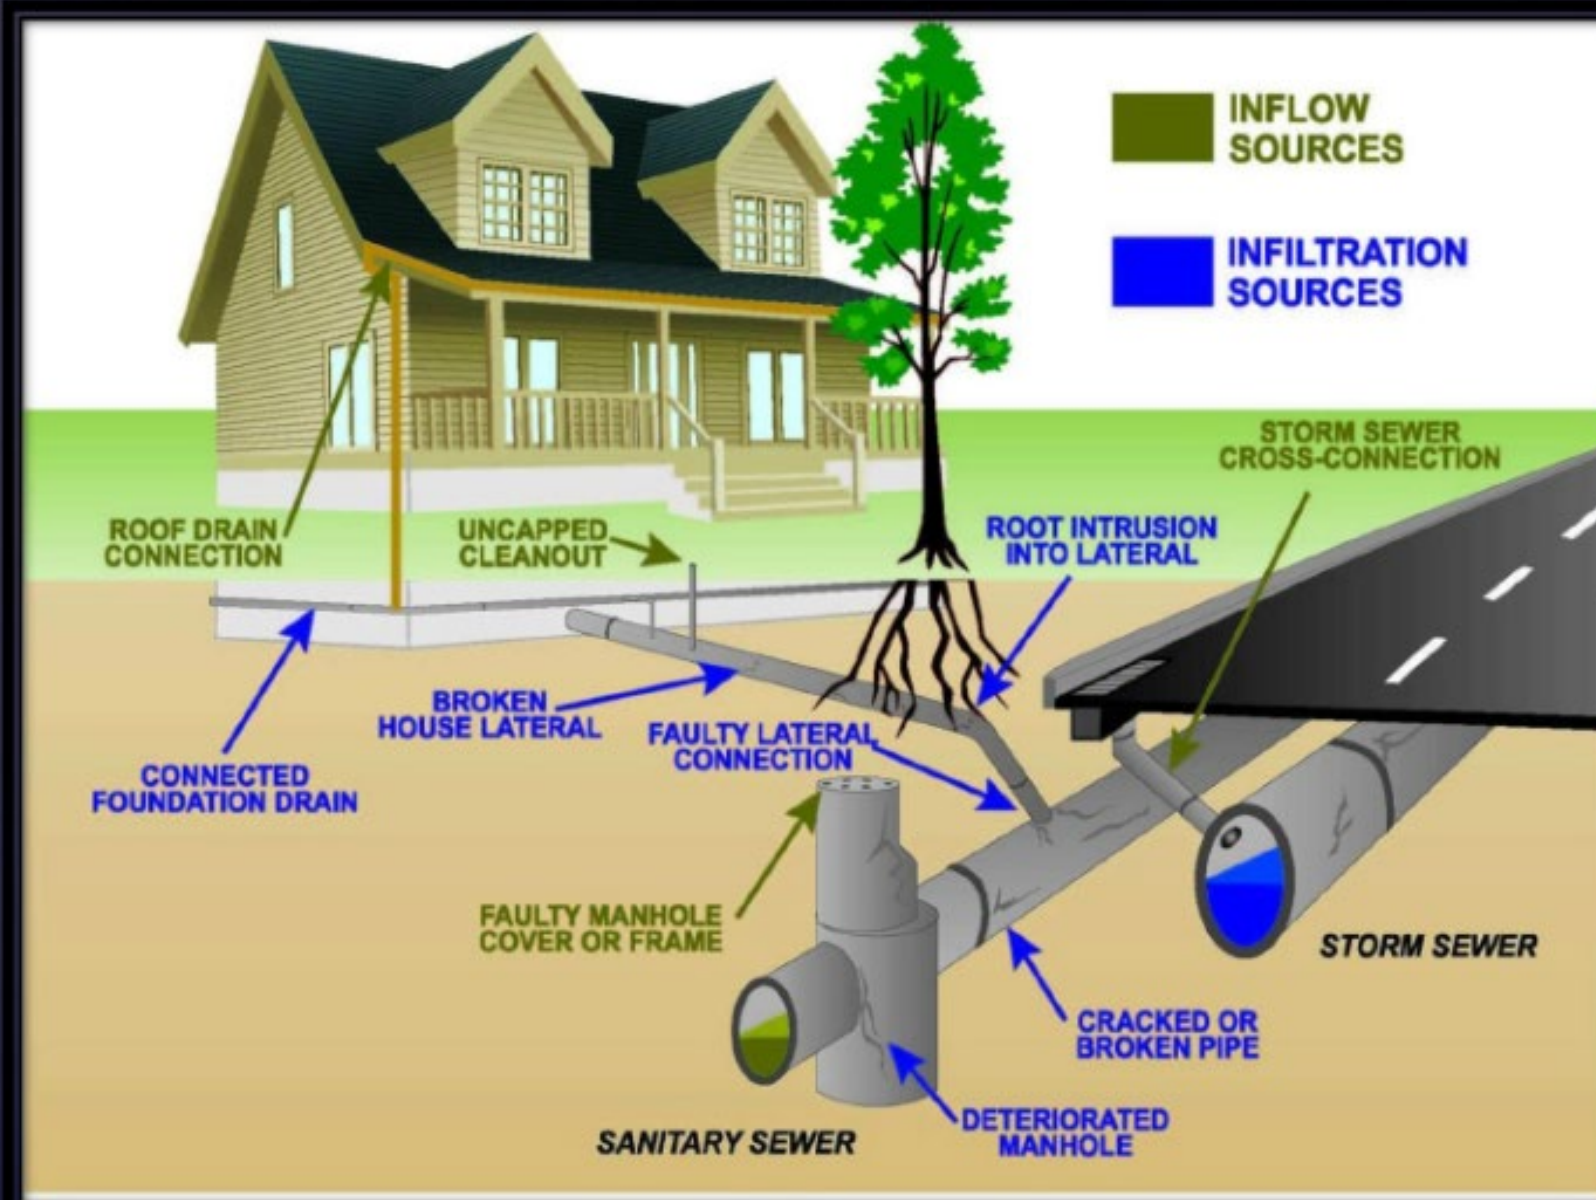 INFLOW
SOURCES
INFILTRATION
SOURCES
STORM SEWER
CROSS-CONNECTION
ROOF DRAIN
CONNECTION
UNCAPPED
CLEANOUT
ROOT INTRUSION
INTO LATERAL
BROKEN
HOUSE LATERAL
FAULTY LATERAL
CONNECTION
CONNECTED
FOUNDATION DRAIN
FAULTY MANHOLE
COVER OR FRAME
STORM SEWER
CRACKED OR
BROKEN PIPE
DETERIORATED
MANHOLE
SANITARY SEWER